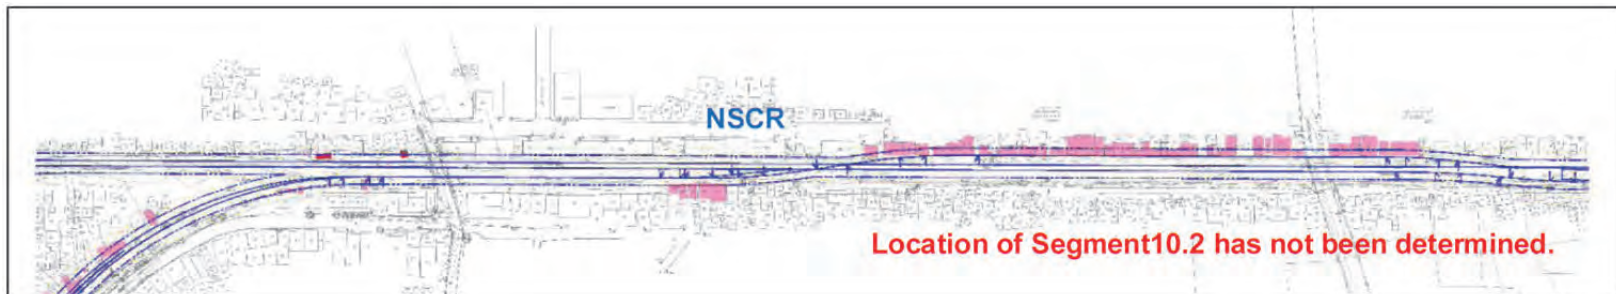 NSCR
Location of Segment10.2 has not been determined.